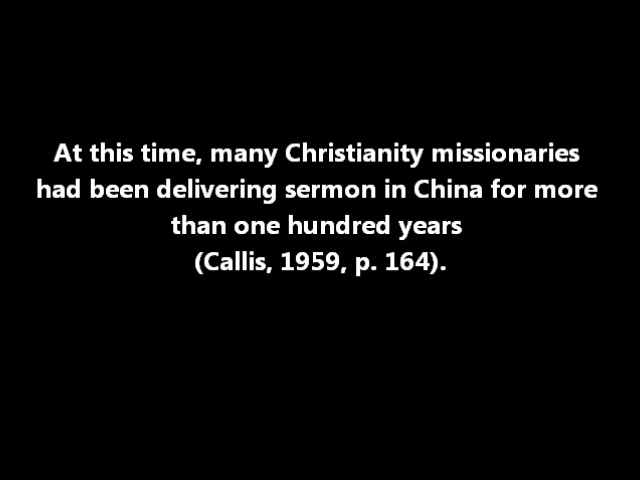 At this time, many Christianity missionaries
had been delivering sermon in China for more
than one hundred years
(Callis, 1959, p. 164).